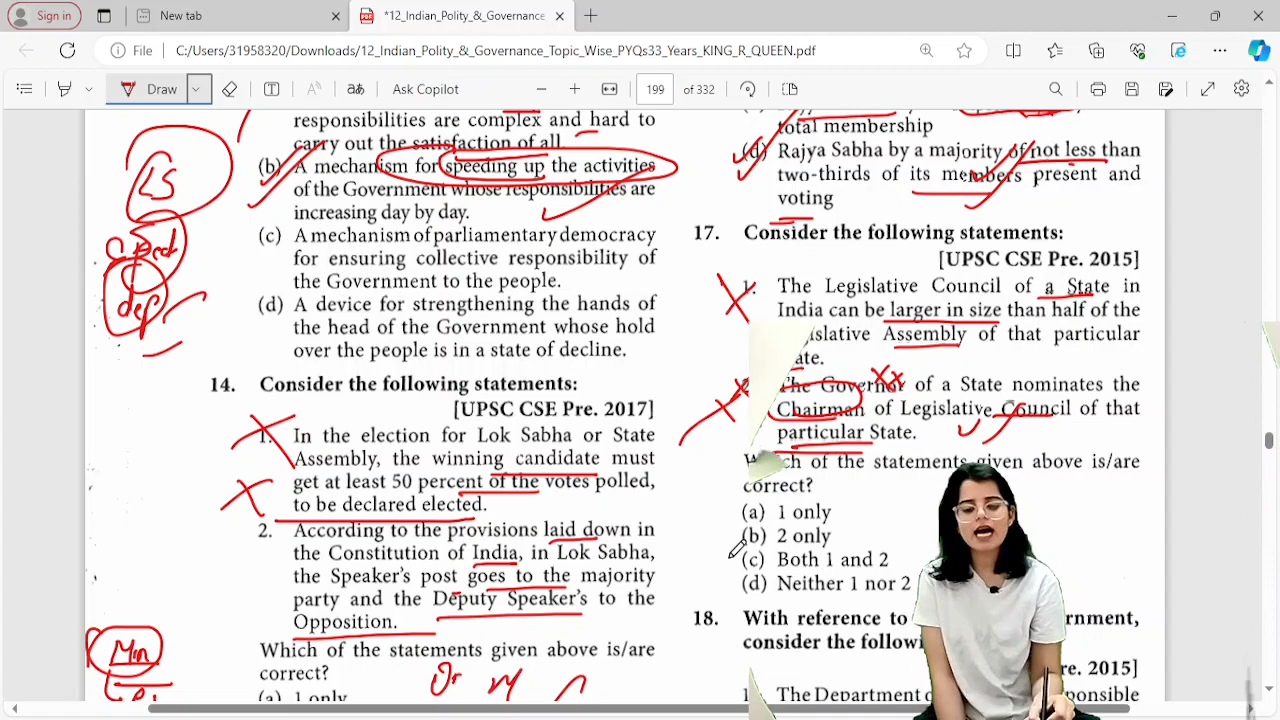 Sign in
New tab
*12_Indian_Polity_&_Governance
File
C:/Users/31958320/Downloads/12_Indian_Polity_&_Governance_Topic_Wise_PYQs33_Years_KING_R_QUEEN.pdf
Draw
Ask Copilot
199
of 332
responsibilities are complex and hard to
carry out the satisfaction of all.
(b) A mechanism for speeding up the activities
of the Government whose responsibilities are
increasing day by day.
(c) A mechanism of parliamentary democracy
for ensuring collective responsibility of
the Government to the people.
(d) A device for strengthening the hands of
the head of the Government whose hold
over the people is in a state of decline.
14. Consider the following statements:
[UPSC CSE Pre. 2017]
1. In the election for Lok Sabha or State
Assembly, the winning candidate must
get at least 50 percent of the votes polled,
to be declared elected.
2. According to the provisions laid down in
the Constitution of India, in Lok Sabha,
the Speaker's post goes to the majority
party and the Deputy Speaker's to the
Opposition.
Which of the statements given above is/are
correct?
(a) 1 only
LS
dep
Min
total membership
(d) Rajya Sabha by a majority of not less than
two-thirds of its members present and
voting
17. Consider the following statements:
[UPSC CSE Pre. 2015]
1. The Legislative Council of a State in
India can be larger in size than half of the
Assembly of that particular
The Governor of a State nominates the
Chairman of Legislative Council of that
particular State.
Which of the statements given above is/are
correct?
(a) 1 only
(b) 2 only
(c) Both 1 and 2
(d) Neither 1 nor 2
18. With reference to
consider the
re. 2015]
1. The Department